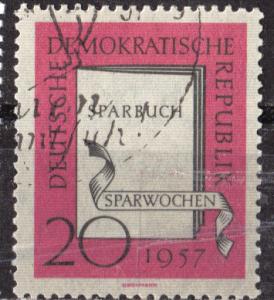 DEUTSCHE
DEMOKRATISCHE
REPUBLIK
SPARBUCH
SPARWOCHEN
20
1957